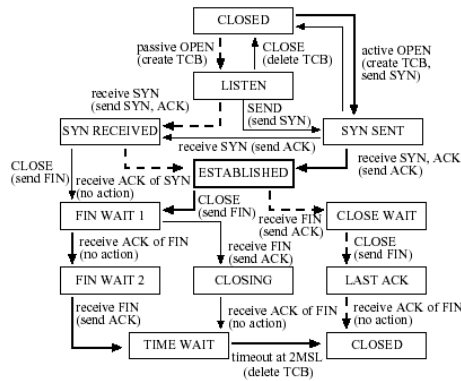 CLOSED
passive OPEN
(create TCB)
CLOSE
(delete TCB)
active OPEN
(create TCB,
send SYN)
LISTEN
receive SYN
(send SYN, ACK)
SEND
(send SYN)
SYN RECEIVED
SYN SENT
receive SYN (send ACK)
CLOSE
(send FIN)
receive ACK of SYN
(no action)
ESTABLISHED
receive SYN, ACK
(send ACK)
CLOSE
(send FIN)
receive FIN
(send ACK)
FIN WAIT 1
CLOSE WAIT
receive ACK of FIN
(no action)
receive FIN
(send ACK)
CLOSE
(send FIN)
FIN WAIT 2
CLOSING
LAST ACK
receive FIN
(send ACK)
receive ACK of FIN
(no action)
receive ACK of FIN
(no action)
TIME WAIT
timeout at 2MSL
(delete TCB)
CLOSED